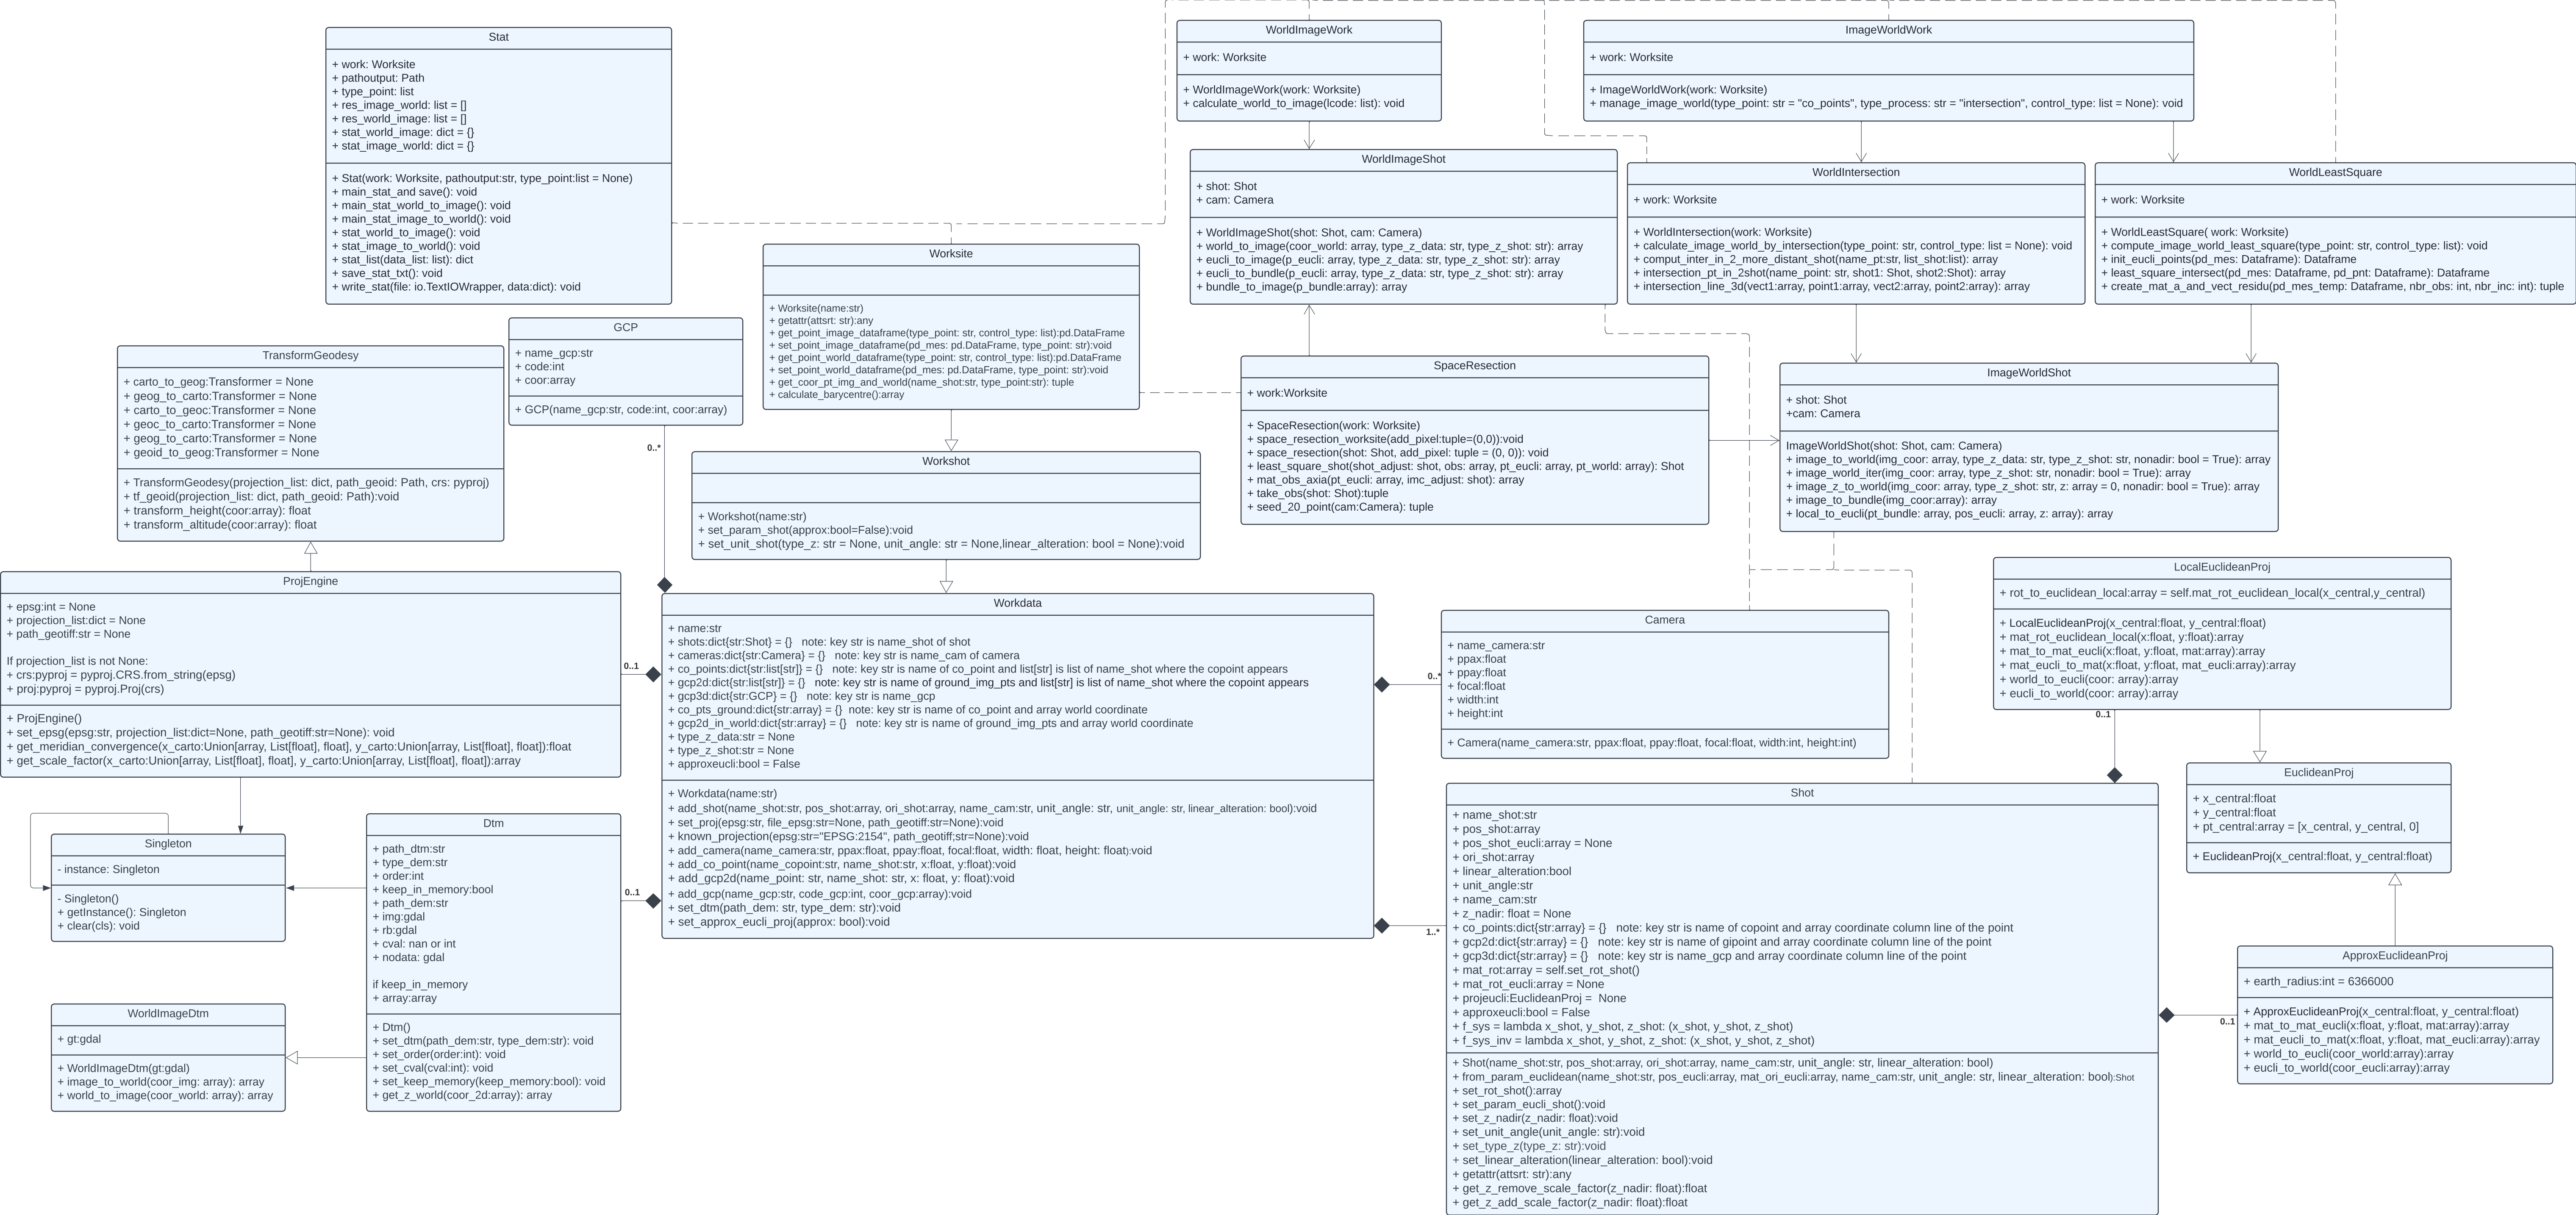 Stat
+ work: Worksite
+ pathoutput: Path
+ type_point: list
+ res_image_world: list = []
+ res_world_image: list = []
+ stat_world_image: dict = {}
+ stat_image_world: dict = {}
+ Stat(work: Worksite, pathoutput:str, type_point:list = None)
+ main_stat_and save(): void
+ main_stat_world_to_image(): void
+ main_stat_image_to_world(): void
+ stat_world_to_image(): void
+ stat_image_to_world(): void
+ stat_list(data_list: list): dict
+ save_stat_txt(): void
+ write_stat(file: io.TextIOWrapper, data:dict): void
WorldImageWork
+ work: Worksite
+ WorldImageWork(work: Worksite)
+ calculate_world_to_image(lcode: list): void
ImageWorldWork
+ work: Worksite
+ ImageWorldWork(work: Worksite)
+ manage_image_world(type_point: str = "co_points", type_process: str = "intersection", control_type: list = None): void
WorldImageShot
+ shot: Shot
+ cam: Camera
+ WorldImageShot(shot: Shot, cam: Camera)
+ world_to_image(coor_world: array, type_z_data: str, type_z_shot: str): array
+ eucli_to_image(p_eucli: array, type_z_data: str, type_z_shot: str): array
+ eucli_to_bundle(p_eucli: array, type_z_data: str, type_z_shot: str): array
+ bundle_to_image(p_bundle:array): array
WorldIntersection
+ work: Worksite
+ WorldIntersection(work: Worksite)
+ calculate_image_world_by_intersection(type_point: str, control_type: list = None): void
+ comput_inter_in_2_more_distant_shot(name_pt:str, list_shot:list): array
+ intersection_pt_in_2shot(name_point: str, shot1: Shot, shot2:Shot): array
+ intersection_line_3d(vect1:array, point1:array, vect2:array, point2:array): array
WorldLeastSquare
+ work: Worksite
+ WorldLeastSquare( work: Worksite)
+ compute_image_world_least_square(type_point: str, control_type: list): void
+ init_eucli_points(pd_mes: Dataframe): Dataframe
+ least_square_intersect(pd_mes: Dataframe, pd_pnt: Dataframe): Dataframe
+ create_mat_a_and_vect_residu(pd_mes_temp: Dataframe, nbr_obs: int, nbr_inc: int): tuple
Worksite
+ Worksite(name:str)
+ getattr(attsrt: str):any
+ get_point_image_dataframe(type_point: str, control_type: list):pd.DataFrame
+ set_point_image_dataframe(pd_mes: pd.DataFrame, type_point: str):void
+ get_point_world_dataframe(type_point: str, control_type: list):pd.DataFrame
+ set_point_world_dataframe(pd_mes: pd.DataFrame, type_point: str):void
+ get_coor_pt_img_and_world(name_shot:str, type_point:str): tuple
+ calculate_barycentre():array
GCP
+ name_gcp:str
+ code:int
+ coor:array
+ GCP(name_gcp:str, code:int, coor:array)
0..*
TransformGeodesy
+ carto_to_geog:Transformer = None
+ geog_to_carto:Transformer = None
+ carto_to_geoc:Transformer = None
+ geoc_to_carto:Transformer = None
+ geog_to_carto:Transformer = None
+ geoid_to_geog:Transformer = None
+ TransformGeodesy(projection_list: dict, path_geoid: Path, crs: pyproj)
+ tf_geoid(projection_list: dict, path_geoid: Path):void
+ transform_height(coor:array): float
+ transform_altitude(coor:array): float
SpaceResection
+ work:Worksite
+ SpaceResection(work: Worksite)
+ space_resection_worksite(add_pixel:tuple=(0,0)):void
+ space_resection(shot: Shot, add_pixel: tuple = (0, 0)): void
+ least_square_shot(shot_adjust: shot, obs: array, pt_eucli: array, pt_world: array): Shot
+ mat_obs_axia(pt_eucli: array, imc_adjust: shot): array
+ take_obs(shot: Shot):tuple
+ seed_20_point(cam:Camera): tuple
ImageWorldShot
+ shot: Shot
+cam: Camera
ImageWorldShot(shot: Shot, cam: Camera)
+ image_to_world(img_coor: array, type_z_data: str, type_z_shot: str, nonadir: bool = True): array
+ image_world_iter(img_coor: array, type_z_shot: str, nonadir: bool = True): array
+ image_z_to_world(img_coor: array, type_z_shot: str, z: array = 0, nonadir: bool = True): array
+ image_to_bundle(img_coor:array): array
+ local_to_eucli(pt_bundle: array, pos_eucli: array, z: array): array
Workshot
+ Workshot(name:str)
+ set_param_shot(approx:bool=False):void
+ set_unit_shot(type_z: str = None, unit_angle: str = None,linear_alteration: bool = None):void
ProjEngine
+ epsg:int = None
+ projection_list:dict = None
+ path_geotiff:str = None
If projection_list is not None:
+ crs:pyproj = pyproj.CRS.from_string(epsg)
+ proj:pyproj = pyproj.Proj(crs)
+ ProjEngine()
+ set_epsg(epsg:str, projection_list:dict=None, path_geotiff:str=None): void
+ get_meridian_convergence(x_carto:Union[array, List[float], float], y_carto:Union[array, List[float], float]):float
+ get_scale_factor(x_carto:Union[array, List[float], float], y_carto:Union[array, List[float], float]):array
0..1
Workdata
+ name:str
+ shots:dict{str:Shot} = {}   note: key str is name_shot of shot
+ cameras:dict{str:Camera} = {}   note: key str is name_cam of camera
+ co_points:dict{str:list[str]} = {}   note: key str is name of co_point and list[str] is list of name_shot where the copoint appears
+ gcp2d:dict{str:list[str]} = {}   note: key str is name of ground_img_pts and list[str] is list of name_shot where the copoint appears
+ gcp3d:dict{str:GCP} = {}   note: key str is name_gcp
+ co_pts_ground:dict{str:array} = {}  note: key str is name of co_point and array world coordinate
+ gcp2d_in_world:dict{str:array} = {}   note: key str is name of ground_img_pts and array world coordinate
+ type_z_data:str = None
+ type_z_shot:str = None
+ approxeucli:bool = False
+ Workdata(name:str)
+ add_shot(name_shot:str, pos_shot:array, ori_shot:array, name_cam:str, unit_angle: str, unit_angle: str, linear_alteration: bool):void
+ set_proj(epsg:str, file_epsg:str=None, path_geotiff:str=None):void
+ known_projection(epsg:str="EPSG:2154", path_geotiff;str=None):void
+ add_camera(name_camera:str, ppax:float, ppay:float, focal:float, width: float, height: float):void
+ add_co_point(name_copoint:str, name_shot:str, x:float, y:float):void
+ add_gcp2d(name_point: str, name_shot: str, x: float, y: float):void
+ add_gcp(name_gcp:str, code_gcp:int, coor_gcp:array):void
+ set_dtm(path_dem: str, type_dem: str):void
+ set_approx_eucli_proj(approx: bool):void
0..*
1..*
Camera
+ name_camera:str
+ ppax:float
+ ppay:float
+ focal:float
+ width:int
+ height:int
+ Camera(name_camera:str, ppax:float, ppay:float, focal:float, width:int, height:int)
LocalEuclideanProj
+ rot_to_euclidean_local:array = self.mat_rot_euclidean_local(x_central,y_central)
+ LocalEuclideanProj(x_central:float, y_central:float)
+ mat_rot_euclidean_local(x:float, y:float):array
+ mat_to_mat_eucli(x:float, y:float, mat:array):array
+ mat_eucli_to_mat(x:float, y:float, mat_eucli:array):array
+ world_to_eucli(coor: array):array
+ eucli_to_world(coor: array):array
0..1
EuclideanProj
+ x_central:float
+ y_central:float
+ pt_central:array = [x_central, y_central, 0]
+ EuclideanProj(x_central:float, y_central:float)
Singleton
- instance: Singleton
- Singleton()
+ getInstance(): Singleton
+ clear(cls): void
Dtm
+ path_dtm:str
+ type_dem:str
+ order:int
+ keep_in_memory:bool
+ path_dem:str
+ img:gdal
+ rb:gdal
+ cval: nan or int
+ nodata: gdal
if keep_in_memory
+ array:array
+ Dtm()
+ set_dtm(path_dem:str, type_dem:str): void
+ set_order(order:int): void
+ set_cval(cval:int): void
+ set_keep_memory(keep_memory:bool): void
+ get_z_world(coor_2d:array): array
0..1
WorldImageDtm
+ gt:gdal
+ WorldImageDtm(gt:gdal)
+ image_to_world(coor_img: array): array
+ world_to_image(coor_world: array): array
Shot
+ name_shot:str
+ pos_shot:array
+ pos_shot_eucli:array = None
+ ori_shot:array
+ linear_alteration:bool
+ unit_angle:str
+ name_cam:str
+ z_nadir: float = None
+ co_points:dict{str:array} = {}   note: key str is name of copoint and array coordinate column line of the point
+ gcp2d:dict{str:array} = {}   note: key str is name of gipoint and array coordinate column line of the point
+ gcp3d:dict{str:array} = {}   note: key str is name_gcp and array coordinate column line of the point
+ mat_rot:array = self.set_rot_shot()
+ mat_rot_eucli:array = None
+ projeucli:EuclideanProj =  None
+ approxeucli:bool = False
+ f_sys = lambda x_shot, y_shot, z_shot: (x_shot, y_shot, z_shot)
+ f_sys_inv = lambda x_shot, y_shot, z_shot: (x_shot, y_shot, z_shot)
+ Shot(name_shot:str, pos_shot:array, ori_shot:array, name_cam:str, unit_angle: str, linear_alteration: bool)
+ from_param_euclidean(name_shot:str, pos_eucli:array, mat_ori_eucli:array, name_cam:str, unit_angle: str, linear_alteration: bool):Shot
+ set_rot_shot():array
+ set_param_eucli_shot():void
+ set_z_nadir(z_nadir: float):void
+ set_unit_angle(unit_angle: str):void
+ set_type_z(type_z: str):void
+ set_linear_alteration(linear_alteration: bool):void
+ getattr(attsrt: str):any
+ get_z_remove_scale_factor(z_nadir: float):float
+ get_z_add_scale_factor(z_nadir: float):float
ApproxEuclideanProj
+ earth_radius:int = 6366000
+ ApproxEuclideanProj(x_central:float, y_central:float)
+ mat_to_mat_eucli(x:float, y:float, mat:array):array
+ mat_eucli_to_mat(x:float, y:float, mat_eucli:array):array
+ world_to_eucli(coor_world:array):array
+ eucli_to_world(coor_eucli:array):array
0..1